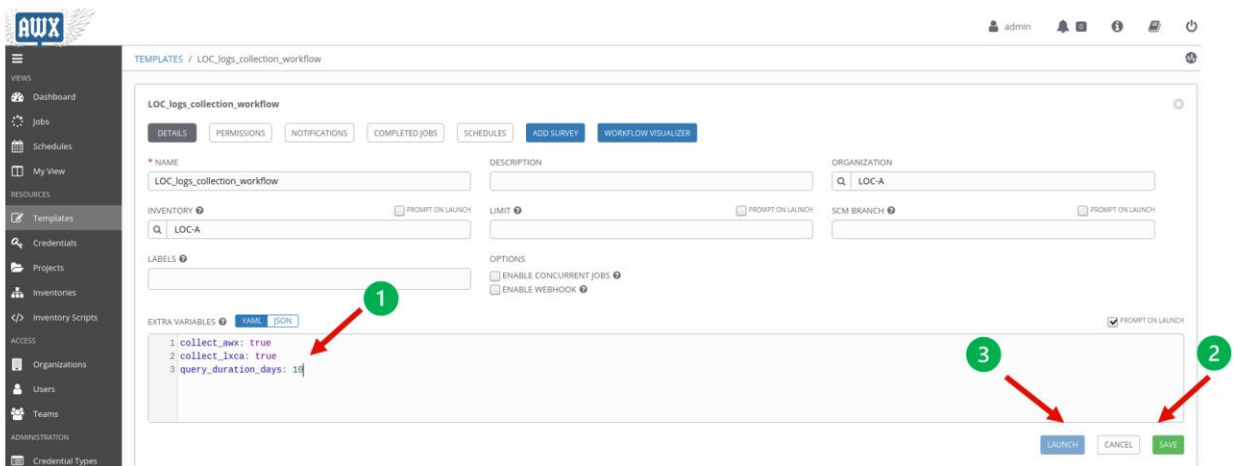 AWX
admin
0
TEMPLATES / LOC_logs_collection_workflow
VIEWS
Dashboard
Jobs
Schedules
My View
RESOURCES
Templates
Credentials
Projects
Inventories
Inventory Scripts
ACCESS
Organizations
Users
Teams
ADMINISTRATION
Credential Types
LOC_logs_collection_workflow
DETAILS PERMISSIONS NOTIFICATIONS COMPLETED JOBS SCHEDULES ADD SURVEY WORKFLOW VISUALIZER
* NAME DESCRIPTION ORGANIZATION
LOC_logs_collection_workflow LOC-A
INVENTORY PROMPT ON LAUNCH LIMIT PROMPT ON LAUNCH SCM BRANCH PROMPT ON LAUNCH
LOC-A
LABELS OPTIONS
ENABLE CONCURRENT JOBS
ENABLE WEBHOOK
1
EXTRA VARIABLES YAML JSON PROMPT ON LAUNCH
1 collect_awx: true
2 collect_lxca: true
3 query_duration_days: 10
3 2
LAUNCH CANCEL SAVE